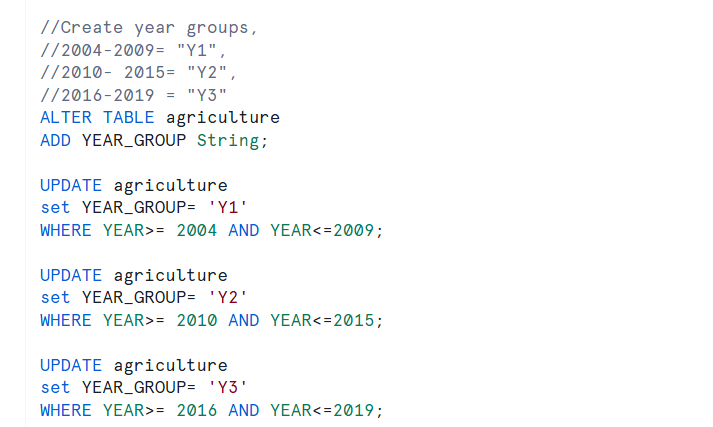 //Create year groups,
//2004-2009= "Y1",
//2010- 2015= "Y2",
//2016-2019 = "Y3"
ALTER TABLE agriculture
ADD YEAR_GROUP String;

UPDATE agriculture
set YEAR_GROUP= 'Y1'
WHERE YEAR>= 2004 AND YEAR<=2009;

UPDATE agriculture
set YEAR_GROUP= 'Y2'
WHERE YEAR>= 2010 AND YEAR<=2015;

UPDATE agriculture
set YEAR_GROUP= 'Y3'
WHERE YEAR>= 2016 AND YEAR<=2019;